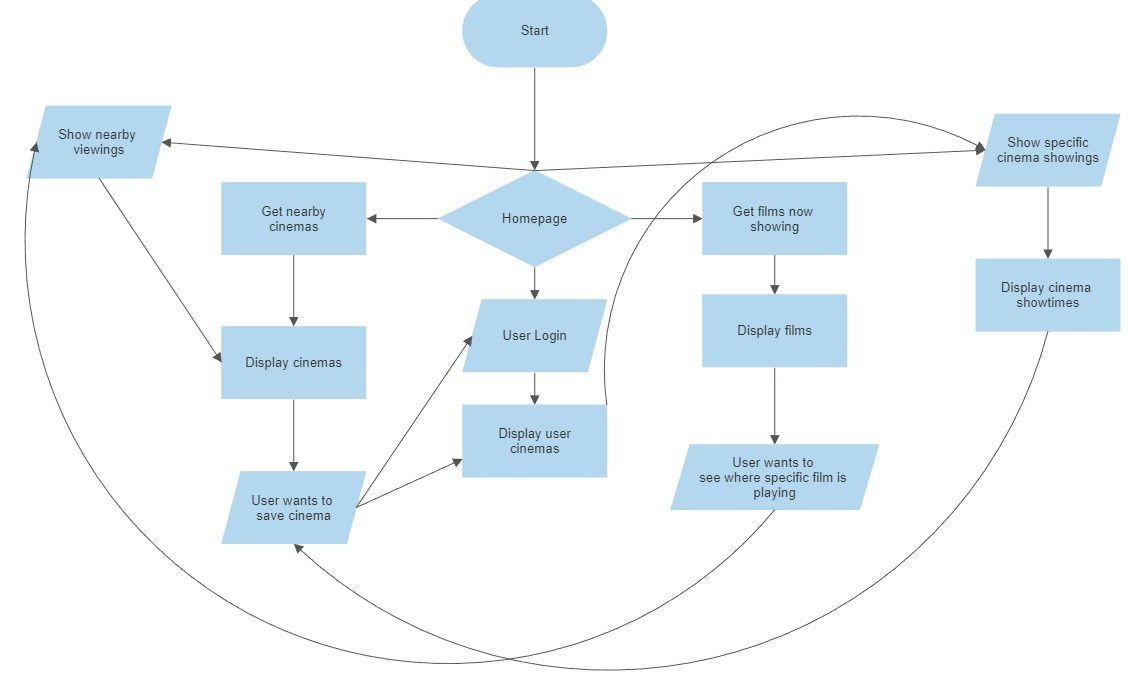 Start
Show nearby
viewings
Show specific
cinema showings
Get nearby
cinemas
Homepage
Get films now
showing
Display cinema
showtimes
User Login
Display films
Display cinemas
Display user
cinemas
User wants to
see where specific film is
playing
User wants to
save cinema